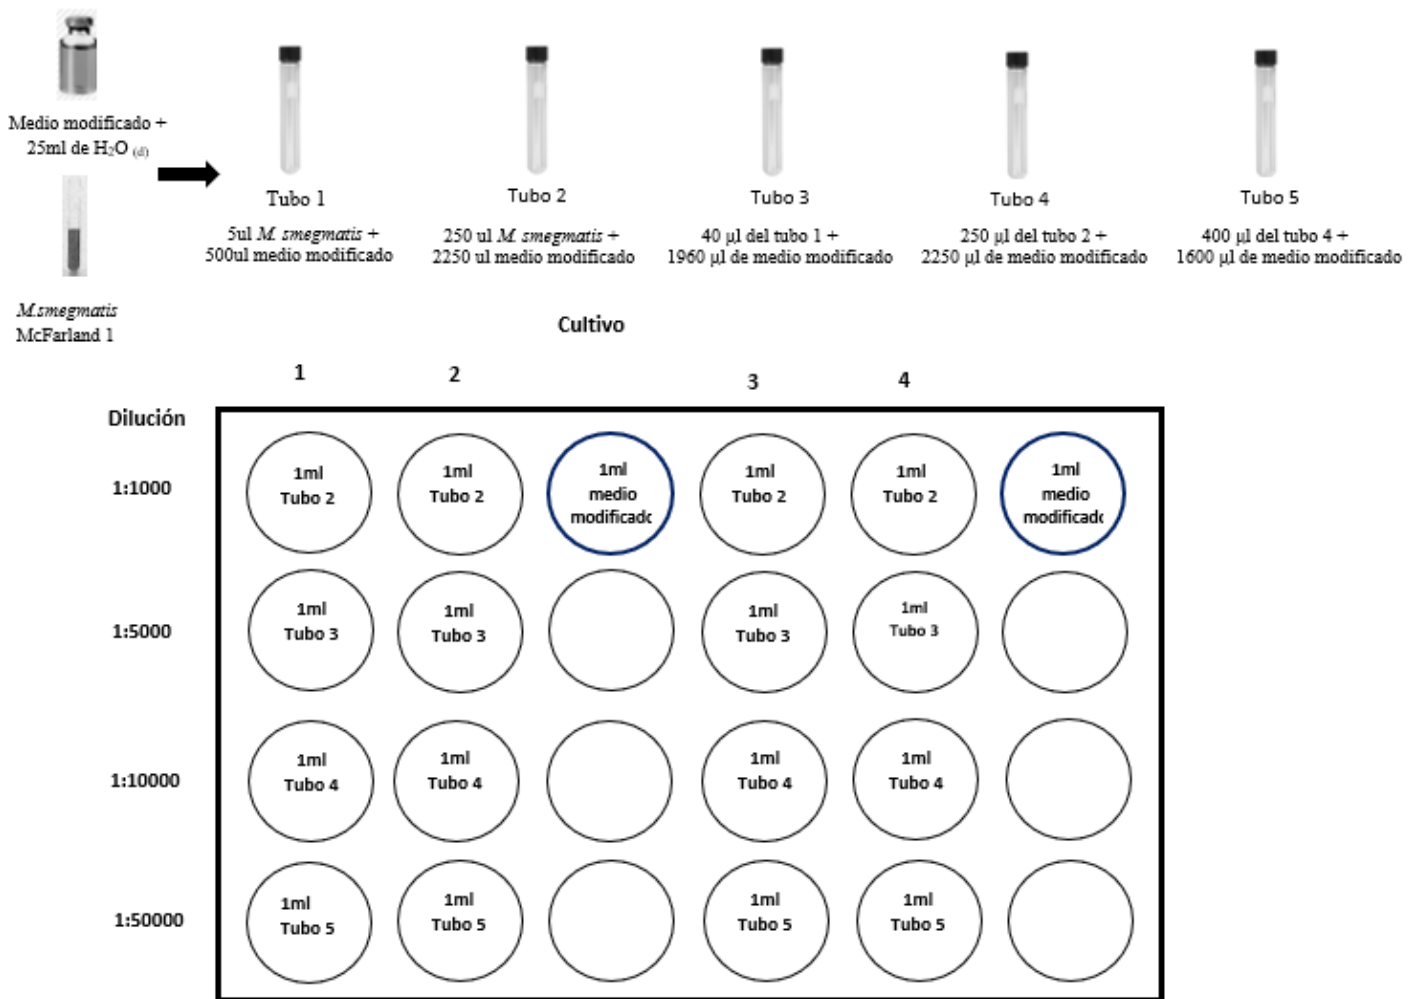 Medio modificado +
25ml de H₂O (d)
M.smegmatis
McFarland 1
Tubo 1
5ul M. smegmatis +
500ul medio modificado
Tubo 2
250 ul M. smegmatis +
2250 ul medio modificado
Tubo 3
40 µl del tubo 1 +
1960 µl de medio modificado
Tubo 4
250 µl del tubo 2 +
2250 µl de medio modificado
Tubo 5
400 µl del tubo 4 +
1600 µl de medio modificado
Cultivo
1 2 3 4
Dilución
1:1000
1ml
Tubo 2
1ml
Tubo 2
1ml
medio
modificado
1ml
Tubo 2
1ml
Tubo 2
1ml
medio
modificado
1:5000
1ml
Tubo 3
1ml
Tubo 3
1ml
Tubo 3
1ml
Tubo 3
1:10000
1ml
Tubo 4
1ml
Tubo 4
1ml
Tubo 4
1ml
Tubo 4
1:50000
1ml
Tubo 5
1ml
Tubo 5
1ml
Tubo 5
1ml
Tubo 5